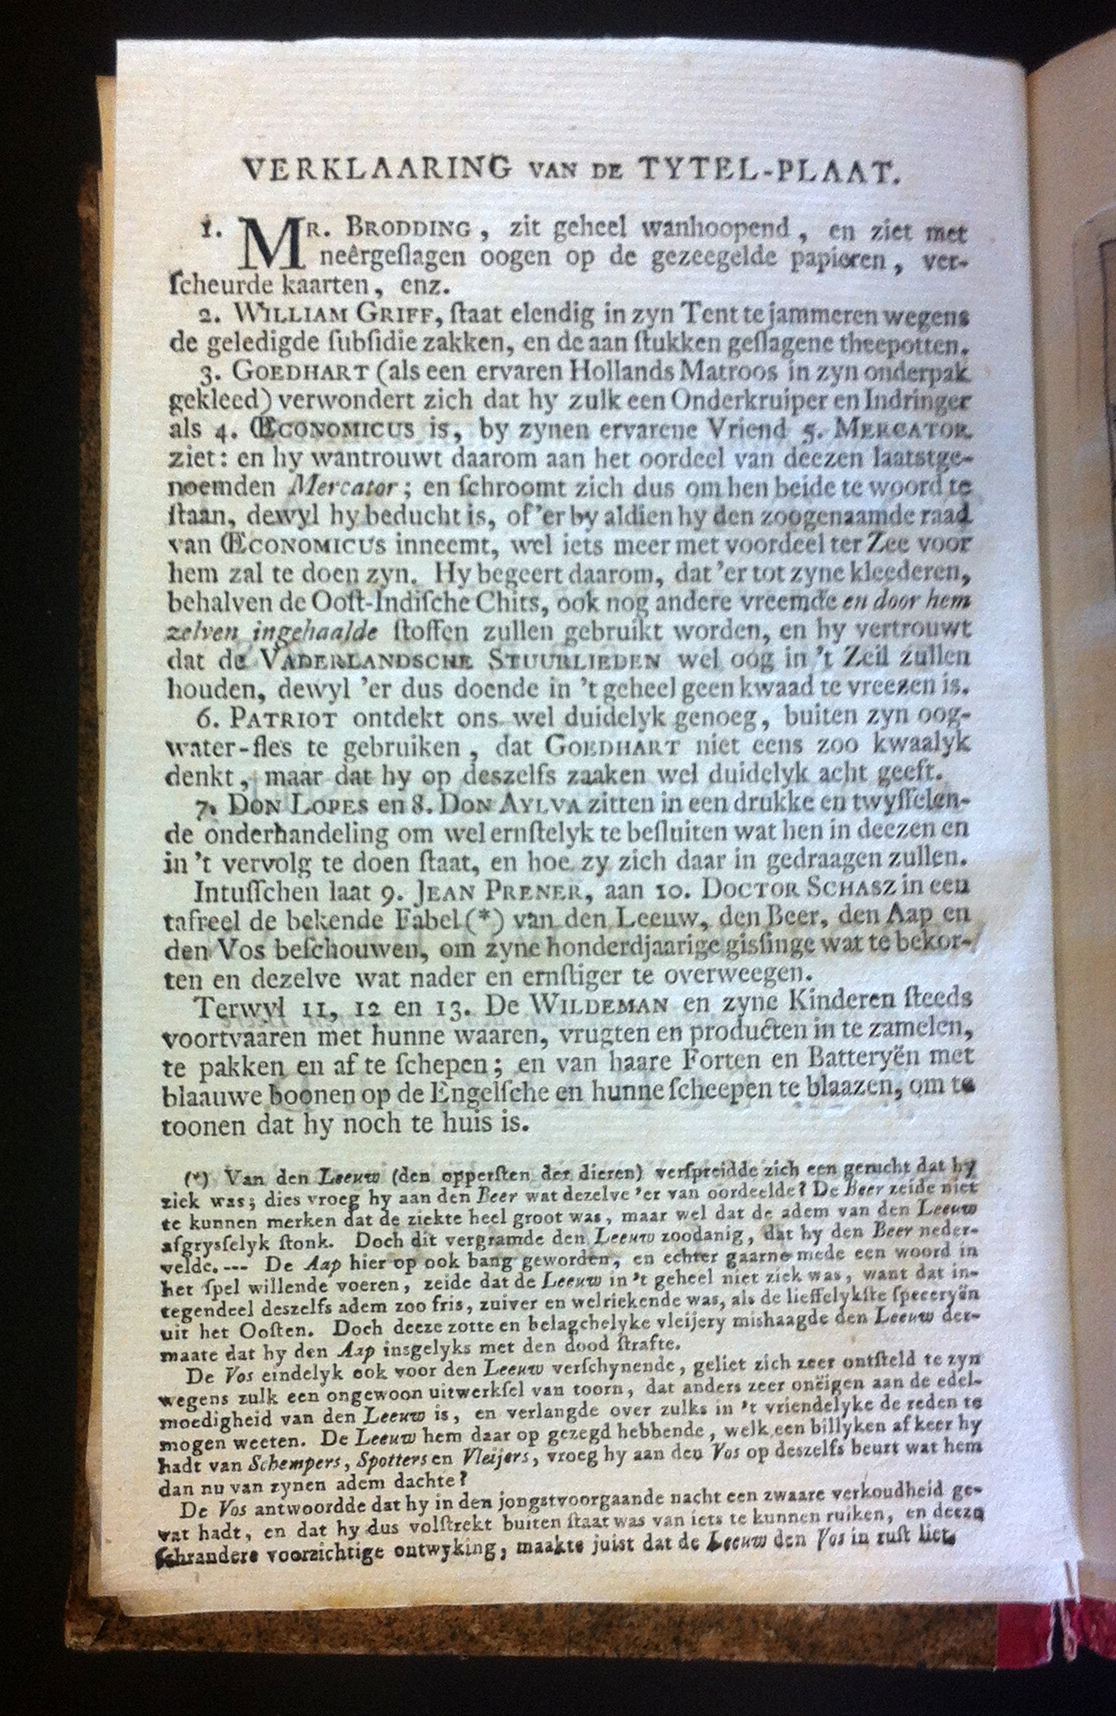 VERKLAARING VAN DE TYTEL-PLAAT.
1. MR. BRODDING, zit geheel wanhoopend, en ziet met
neêrgeſlagen oogen op de gezeegelde papieren, ver-
ſcheurde kaarten, enz.
2. WILLIAM GRIFF, ſtaat elendig in zyn Tent te jammeren wegens
de geledigde ſubſidie zakken, en de aan ſtukken geſlagene theepotten.
3. GOEDHART (als een ervaren Hollands Matroos in zyn onderpak
gekleed) verwondert zich dat hy zulk een Onderkruiper en Indringer
als 4. ŒCONOMICUS is, by zynen ervarene Vriend 5. MERCATOR
ziet: en hy wantrouwt daarom aan het oordeel van deezen laatstge-
noemden Mercator; en ſchroomt zich dus om hen beide te woord te
ſtaan, dewyl hy beducht is, of 'er by aldien hy den zoogenaamde raad
van ŒCONOMICUS inneemt, wel iets meer met voordeel ter Zee voor
hem zal te doen zyn. Hy begeert daarom, dat 'er tot zyne kleederen,
behalven de Ooſt-Indiſche Chits, ook nog andere vreemde en door hem
zelven ingehaalde ſtoffen zullen gebruikt worden, en hy vertrouwt
dat de VADERLANDSCHE STUURLIEDEN wel oog in 't Zeil zullen
houden, dewyl 'er dus doende in 't geheel geen kwaad te vreezen is.
6. PATRIOT ontdekt ons wel duidelyk genoeg, buiten zyn oog-
water-fles te gebruiken, dat GOEDHART niet eens zoo kwaalyk
denkt, maar dat hy op deszelfs zaaken wel duidelyk acht geeft.
7. DON LOPES en 8. DON AYLVA zitten in een drukke en twyffelen-
de onderhandeling om wel ernſtelyk te beſluiten wat hen in deezen en
in 't vervolg te doen ſtaat, en hoe zy zich daar in gedraagen zullen.
Intuſſchen laat 9. JEAN PRENER, aan 10. DOCTOR SCHASZ in een
tafreel de bekende Fabel (*) van den Leeuw, den Beer, den Aap en
den Vos beſchouwen, om zyne honderdjaarige giſſinge wat te bekor-
ten en dezelve wat nader en ernſtiger te overweegen.
Terwyl 11, 12 en 13. De WILDEMAN en zyne Kinderen ſteeds
voortvaaren met hunne waaren, vrugten en producten in te zamelen,
te pakken en af te ſchepen; en van haare Forten en Batteryën met
blaauwe boonen op de Engelſche en hunne ſcheepen te blaazen, om te
toonen dat hy noch te huis is.
(*) Van den Leeuw (den opperſten der dieren) verſpreidde zich een gerucht dat hy
ziek was; dies vroeg hy aan den Beer wat dezelve 'er van oordeelde? De Beer zeide niet
te kunnen merken dat de ziekte heel groot was, maar wel dat de adem van den Leeuw
afgryſſelyk ſtonk. Doch dit vergramde den Leeuw zoodanig, dat hy den Beer neder-
velde.--- De Aap hier op ook bang geworden, en echter gaarne mede een woord in
het ſpel willende voeren, zeide dat de Leeuw in 't geheel niet ziek was, want dat in-
tegendeel deszelfs adem zoo fris, zuiver en welriekende was, als de lieffelykſte ſpeceryën
uit het Ooſten. Doch deeze zotte en belagchelyke vleijery mishaagde den Leeuw der-
maate dat hy den Aap insgelyks met den dood ſtrafte.
De Vos eindelyk ook voor den Leeuw verſchynende, geliet zich zeer ontſteld te zyn
wegens zulk een ongewoon uitwerkſel van toorn, dat anders zeer onëigen aan de edel-
moedigheid van den Leeuw is, en verlangde over zulks in 't vriendelyke de reden te
mogen weeten. De Leeuw hem daar op gezegd hebbende, welk een billyken afkeer hy
hadt van Schempers, Spotters en Vleijers, vroeg hy aan den Vos op deszelfs beurt wat hem
dan nu van zynen adem dachte?
De Vos antwoordde dat hy in den jongstvoorgaande nacht een zwaare verkoudheid ge-
vat hadt, en dat hy dus volſtrekt buiten ſtaat was van iets te kunnen ruiken, en deeze
ſchrandere voorzichtige ontwyking, maakte juist dat de Leeuw den Vos in ruſt liet.